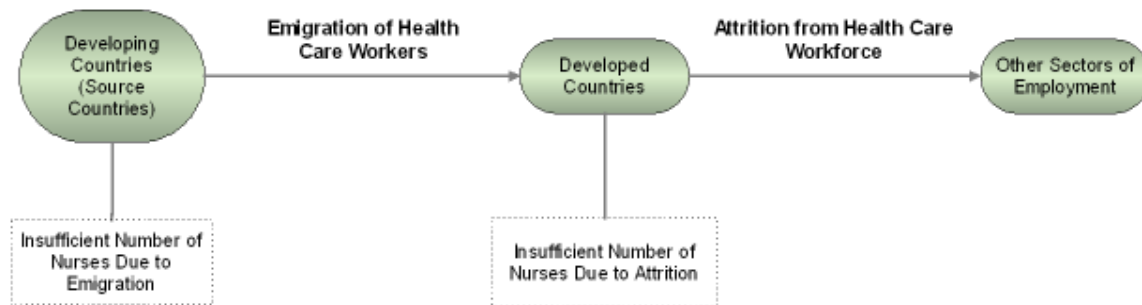 Developing
Countries
(Source
Countries)
Emigration of Health
Care Workers
Developed
Countries
Attrition from Health Care
Workforce
Other Sectors of
Employment
Insufficient Number of
Nurses Due to
Emigration
Insufficient Number of
Nurses Due to Attrition